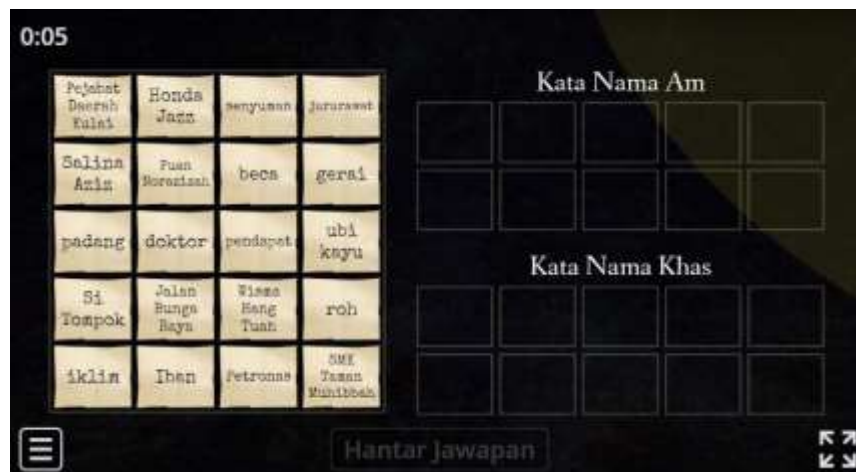 0:05
Kata Nama Am
Pejabat
Daerah
Kulai
Honda
Jazz
senyuman
jururawat
Salina
Aziz
Puan
Norazizah
beca
gerai
padang
doktor
pendapat
ubi
kayu
Kata Nama Khas
Si
Tompok
Jalan
Bunga
Raya
Wisma
Hang
Tuah
roh
iklim
Iban
Petronas
SMK
Taman
Muhibbah
Hantar Jawapan